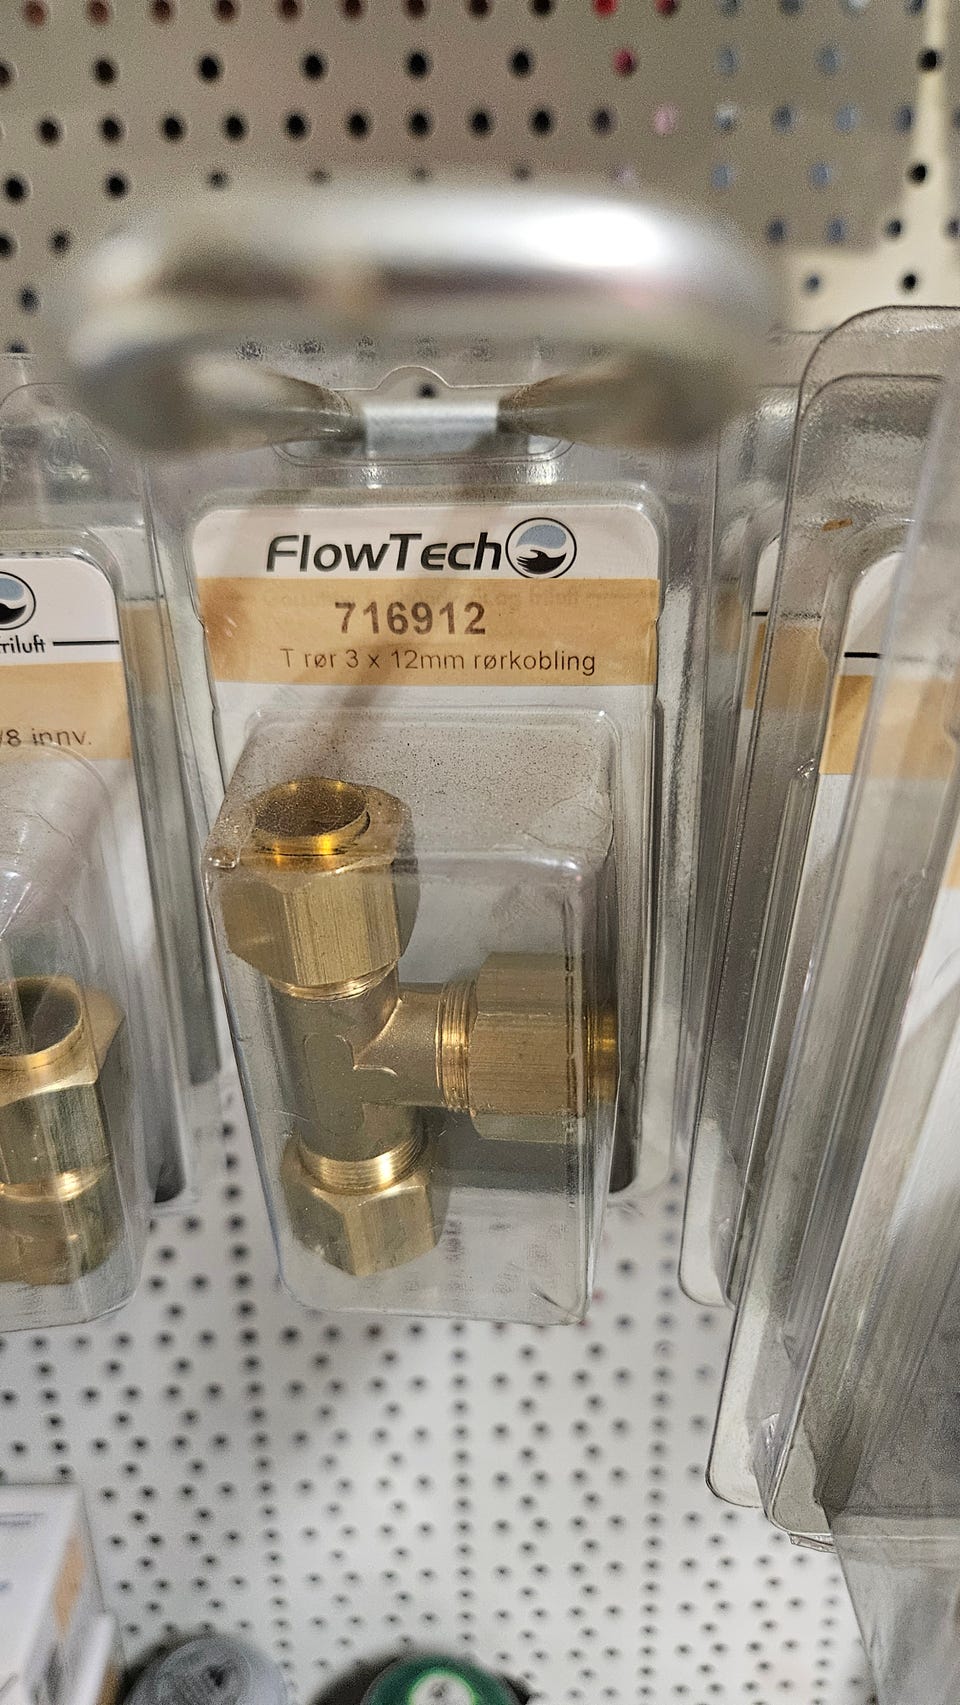 FlowTech
716912
T rør 3 x 12mm rørkobling
/8 innv.